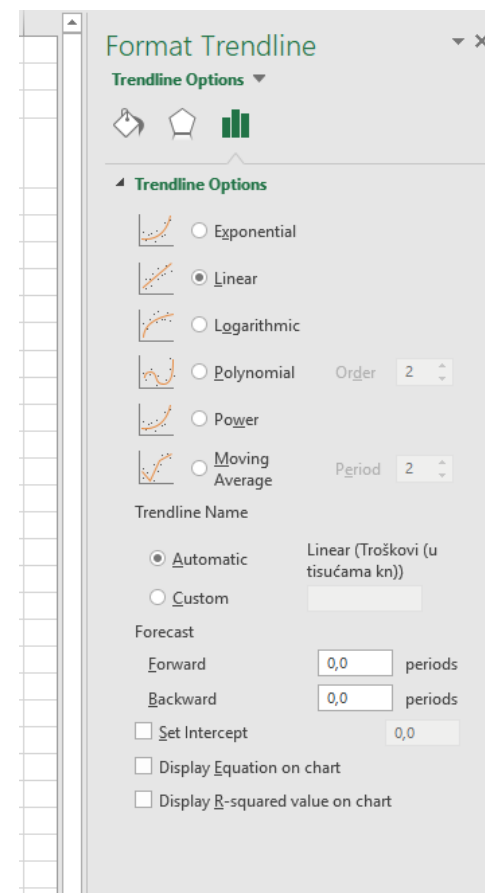 Format Trendline
Trendline Options
Trendline Options
Exponential
Linear
Logarithmic
Polynomial Order 2
Power
Moving
Average Period 2
Trendline Name
Automatic Linear (Troškovi (u
tisućama kn))
Custom
Forecast
Forward 0,0 periods
Backward 0,0 periods
Set Intercept 0,0
Display Equation on chart
Display R-squared value on chart